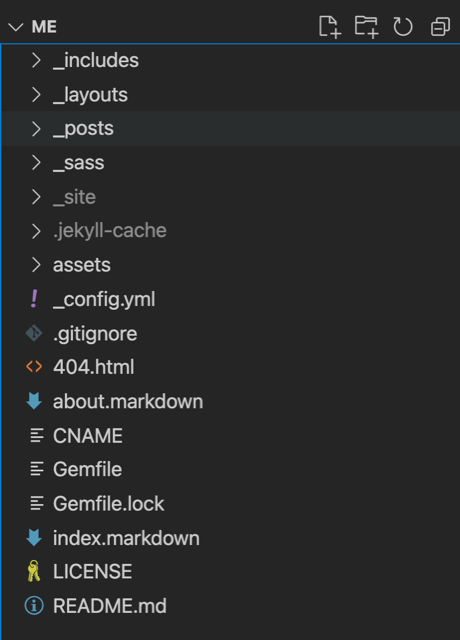 ME
_includes
_layouts
_posts
_sass
_site
.jekyll-cache
assets
_config.yml
.gitignore
404.html
about.markdown
CNAME
Gemfile
Gemfile.lock
index.markdown
LICENSE
README.md